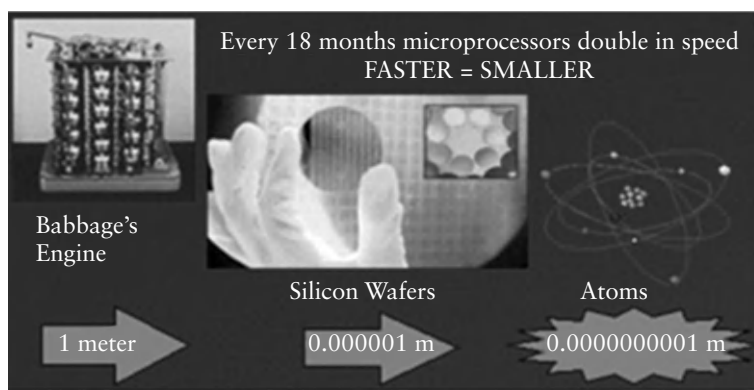 Every 18 months microprocessors double in speed
FASTER = SMALLER
Babbage's
Engine
Silicon Wafers
Atoms
1 meter
0.000001 m
0.0000000001 m